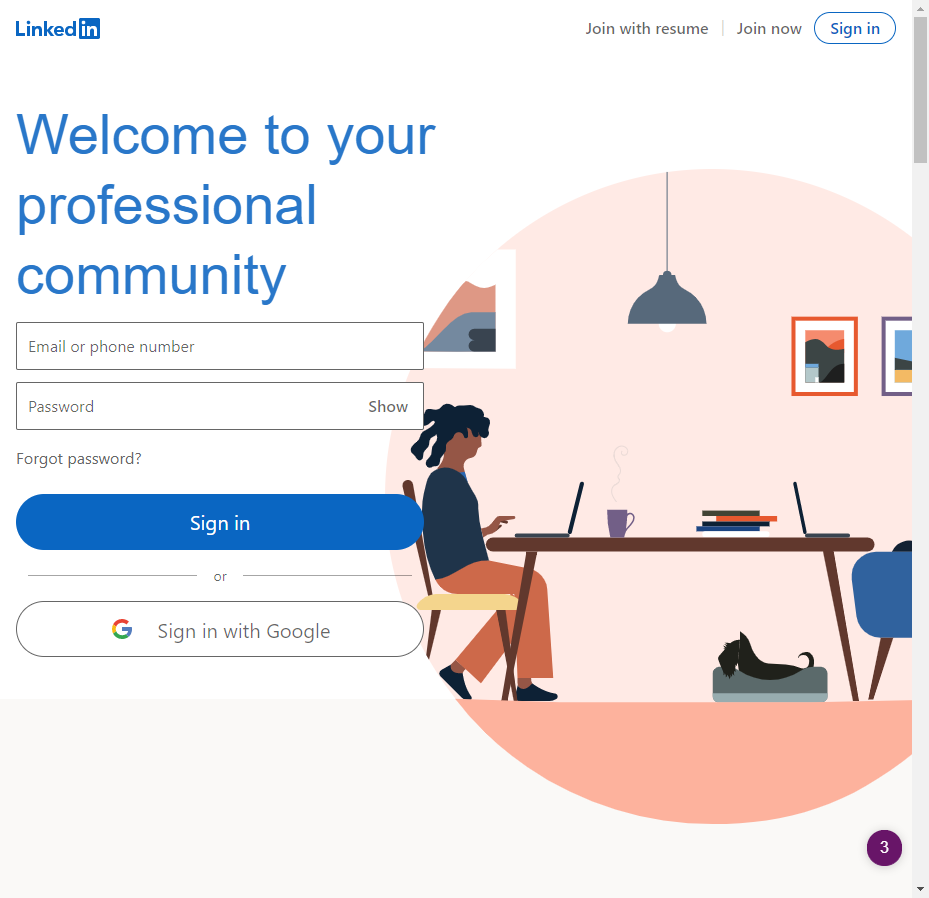 Linkedin
Join with resume
Join now
Sign in
Welcome to your
professional
community
Email or phone number
Password
Show
Forgot password?
Sign in
or
Sign in with Google
3